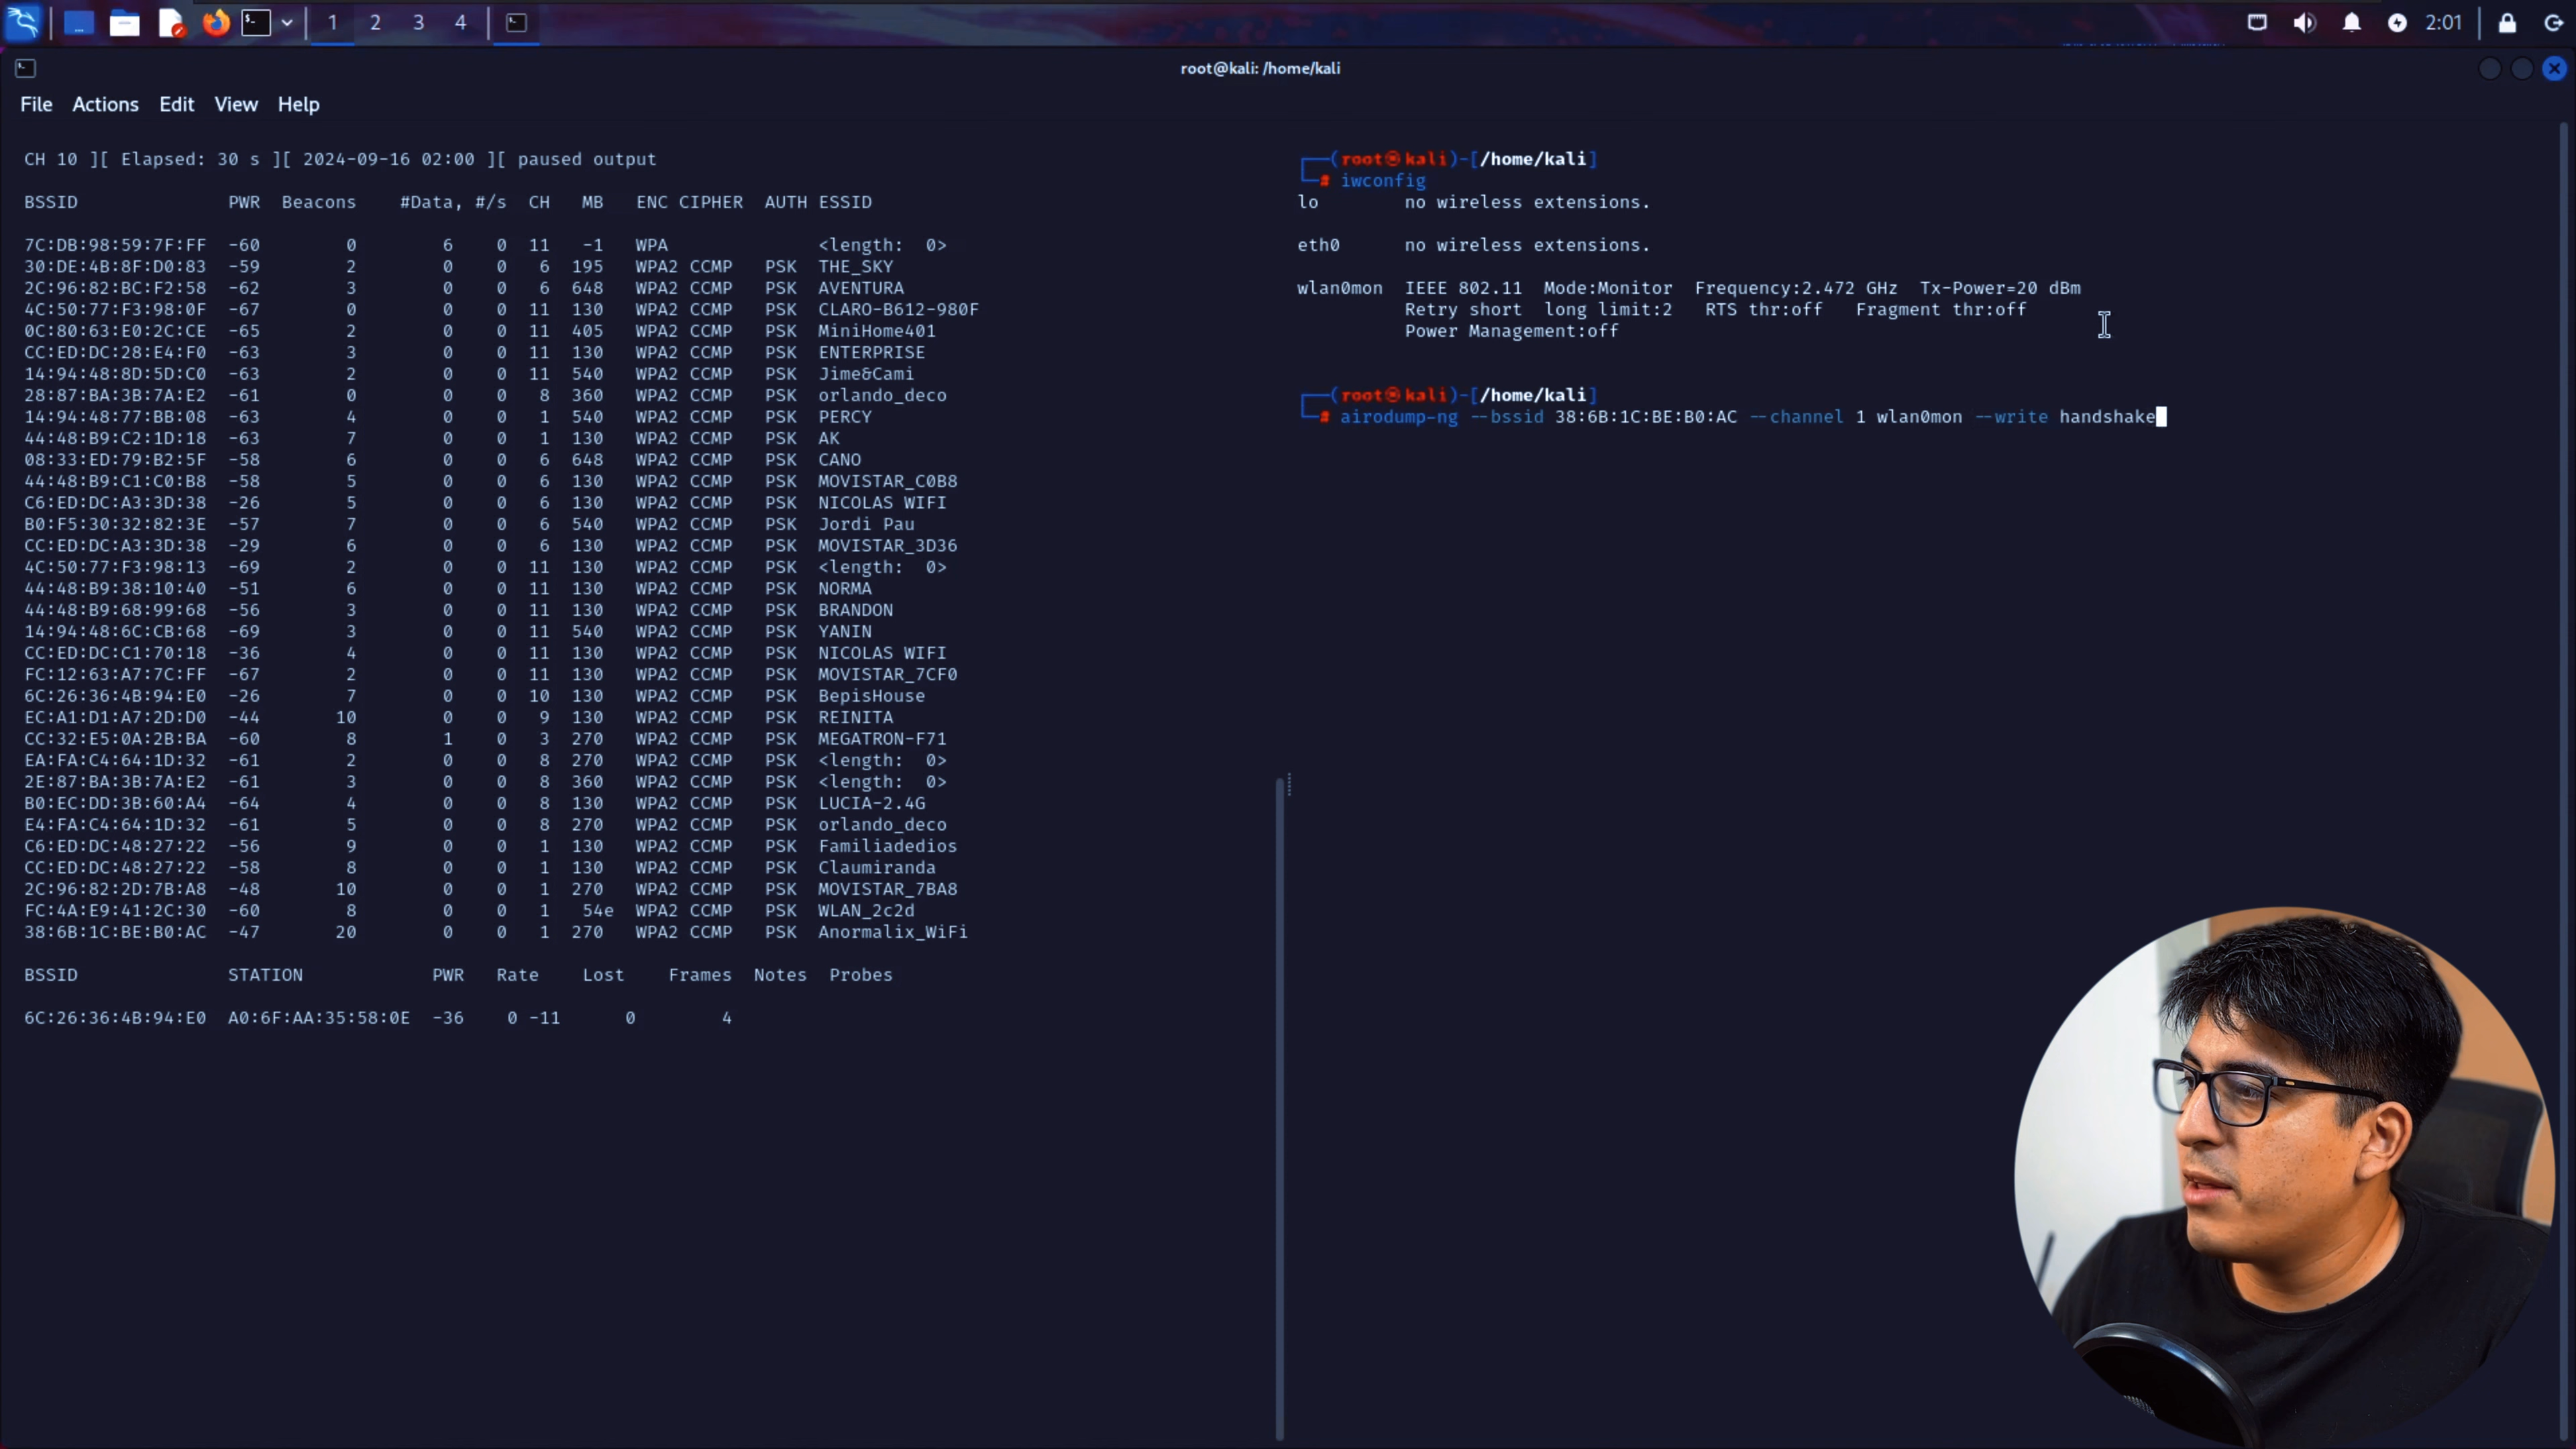 1 2 3 4 2:01
root@kali: /home/kali
File Actions Edit View Help
CH 10 ][ Elapsed: 30 s ][ 2024-09-16 02:00 ][ paused output
BSSID PWR Beacons #Data, #/s CH MB ENC CIPHER AUTH ESSID
7C:DB:98:59:7F:FF -60 0 6 0 11 -1 WPA <length: 0>
30:DE:4B:8F:D0:83 -59 2 0 0 6 195 WPA2 CCMP PSK THE_SKY
2C:96:82:BC:F2:58 -62 3 0 0 6 648 WPA2 CCMP PSK AVENTURA
4C:50:77:F3:98:0F -67 0 0 0 11 130 WPA2 CCMP PSK CLARO-B612-980F
0C:80:63:E0:2C:CE -65 2 0 0 11 405 WPA2 CCMP PSK MiniHome401
CC:ED:DC:28:E4:F0 -63 3 0 0 11 130 WPA2 CCMP PSK ENTERPRISE
14:94:48:8D:5D:C0 -63 2 0 0 11 540 WPA2 CCMP PSK Jime&Cami
28:87:BA:3B:7A:E2 -61 0 0 0 8 360 WPA2 CCMP PSK orlando_deco
14:94:48:77:BB:08 -63 4 0 0 1 540 WPA2 CCMP PSK PERCY
44:48:B9:C2:1D:18 -63 7 0 0 1 130 WPA2 CCMP PSK AK
08:33:ED:79:B2:5F -58 6 0 0 6 648 WPA2 CCMP PSK CANO
44:48:B9:C1:C0:B8 -58 5 0 0 6 130 WPA2 CCMP PSK MOVISTAR_C0B8
C6:ED:DC:A3:3D:38 -26 5 0 0 6 130 WPA2 CCMP PSK NICOLAS WIFI
B0:F5:30:32:82:3E -57 7 0 0 6 540 WPA2 CCMP PSK Jordi Pau
CC:ED:DC:A3:3D:38 -29 6 0 0 6 130 WPA2 CCMP PSK MOVISTAR_3D36
4C:50:77:F3:98:13 -69 2 0 0 11 130 WPA2 CCMP PSK <length: 0>
44:48:B9:38:10:40 -51 6 0 0 11 130 WPA2 CCMP PSK NORMA
44:48:B9:68:99:68 -56 3 0 0 11 130 WPA2 CCMP PSK BRANDON
14:94:48:6C:CB:68 -69 3 0 0 11 540 WPA2 CCMP PSK YANIN
CC:ED:DC:C1:70:18 -36 4 0 0 11 130 WPA2 CCMP PSK NICOLAS WIFI
FC:12:63:A7:7C:FF -67 2 0 0 11 130 WPA2 CCMP PSK MOVISTAR_7CF0
6C:26:36:4B:94:E0 -26 7 0 0 10 130 WPA2 CCMP PSK BepisHouse
EC:A1:D1:A7:2D:D0 -44 10 0 0 9 130 WPA2 CCMP PSK REINITA
CC:32:E5:0A:2B:BA -60 8 1 0 3 270 WPA2 CCMP PSK MEGATRON-F71
EA:FA:C4:64:1D:32 -61 2 0 0 8 270 WPA2 CCMP PSK <length: 0>
2E:87:BA:3B:7A:E2 -61 3 0 0 8 360 WPA2 CCMP PSK <length: 0>
B0:EC:DD:3B:60:A4 -64 4 0 0 8 130 WPA2 CCMP PSK LUCIA-2.4G
E4:FA:C4:64:1D:32 -61 5 0 0 8 270 WPA2 CCMP PSK orlando_deco
C6:ED:DC:48:27:22 -56 9 0 0 1 130 WPA2 CCMP PSK Familiadedios
CC:ED:DC:48:27:22 -58 8 0 0 1 130 WPA2 CCMP PSK Claumiranda
2C:96:82:2D:7B:A8 -48 10 0 0 1 270 WPA2 CCMP PSK MOVISTAR_7BA8
FC:4A:E9:41:2C:30 -60 8 0 0 1 54e WPA2 CCMP PSK WLAN_2c2d
38:6B:1C:BE:B0:AC -47 20 0 0 1 270 WPA2 CCMP PSK Anormalix_WiFi
BSSID STATION PWR Rate Lost Frames Notes Probes
6C:26:36:4B:94:E0 A0:6F:AA:35:58:0E -36 0 -11 0 4
┌──(root㉿kali)-[/home/kali]
└─# iwconfig
lo no wireless extensions.
eth0 no wireless extensions.
wlan0mon IEEE 802.11 Mode:Monitor Frequency:2.472 GHz Tx-Power=20 dBm
Retry short long limit:2 RTS thr:off Fragment thr:off
Power Management:off
┌──(root㉿kali)-[/home/kali]
└─# airodump-ng --bssid 38:6B:1C:BE:B0:AC --channel 1 wlan0mon --write handshake